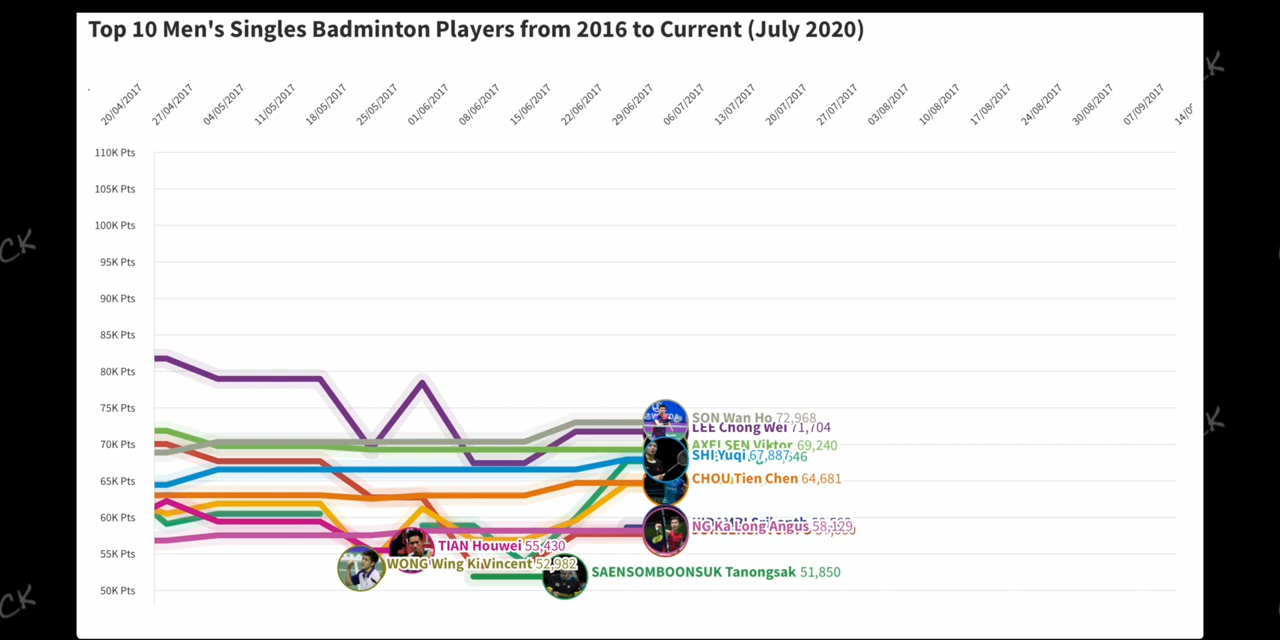 Top 10 Men's Singles Badminton Players from 2016 to Current (July 2020)
20/04/2017 27/04/2017 04/05/2017 11/05/2017 18/05/2017 25/05/2017 01/06/2017 08/06/2017 15/06/2017 22/06/2017 29/06/2017 06/07/2017 13/07/2017 20/07/2017 27/07/2017 03/08/2017 10/08/2017 17/08/2017 24/08/2017 30/08/2017 07/09/2017 14/0
110K Pts
105K Pts
100K Pts
95K Pts
90K Pts
85K Pts
80K Pts
75K Pts
70K Pts
65K Pts
60K Pts
55K Pts
50K Pts
SON Wan Ho 72,968
LEE Chong Wei 71,704
AXELSEN Viktor 69,240
SHI Yuqi 67,887
CHOU Tien Chen 64,681
NG Ka Long Angus 58,129
TIAN Houwei 55,430
WONG Wing Ki Vincent 52,982
SAENSOMBOONSUK Tanongsak 51,850
CK
CK